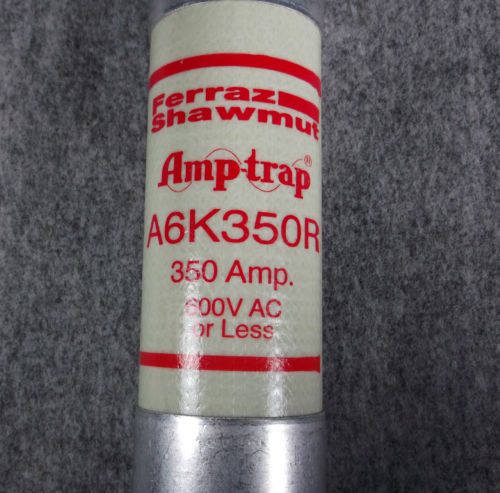 Ferraz
Shawmut
Amp-trap®
A6K350R
350 Amp.
600V AC
or Less